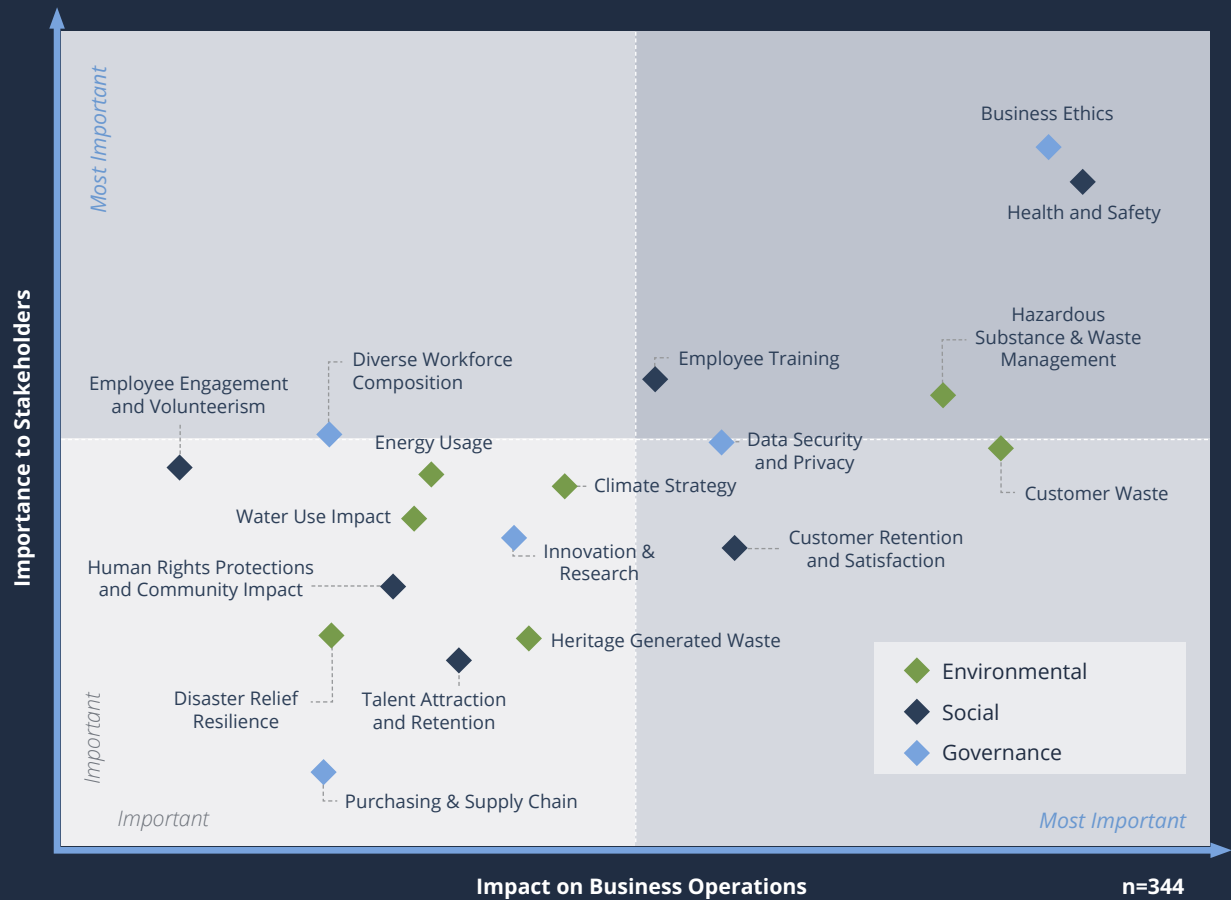 Most Important
Business Ethics
Health and Safety
Hazardous
Substance & Waste
Management
Employee Training
Diverse Workforce
Composition
Employee Engagement
and Volunteerism
Energy Usage
Data Security
and Privacy
Climate Strategy
Customer Waste
Water Use Impact
Innovation &
Research
Customer Retention
and Satisfaction
Human Rights Protections
and Community Impact
Heritage Generated Waste
Disaster Relief
Resilience
Talent Attraction
and Retention
Purchasing & Supply Chain
Environmental
Social
Governance
Important
Important
Most Important
Importance to Stakeholders
Impact on Business Operations
n=344